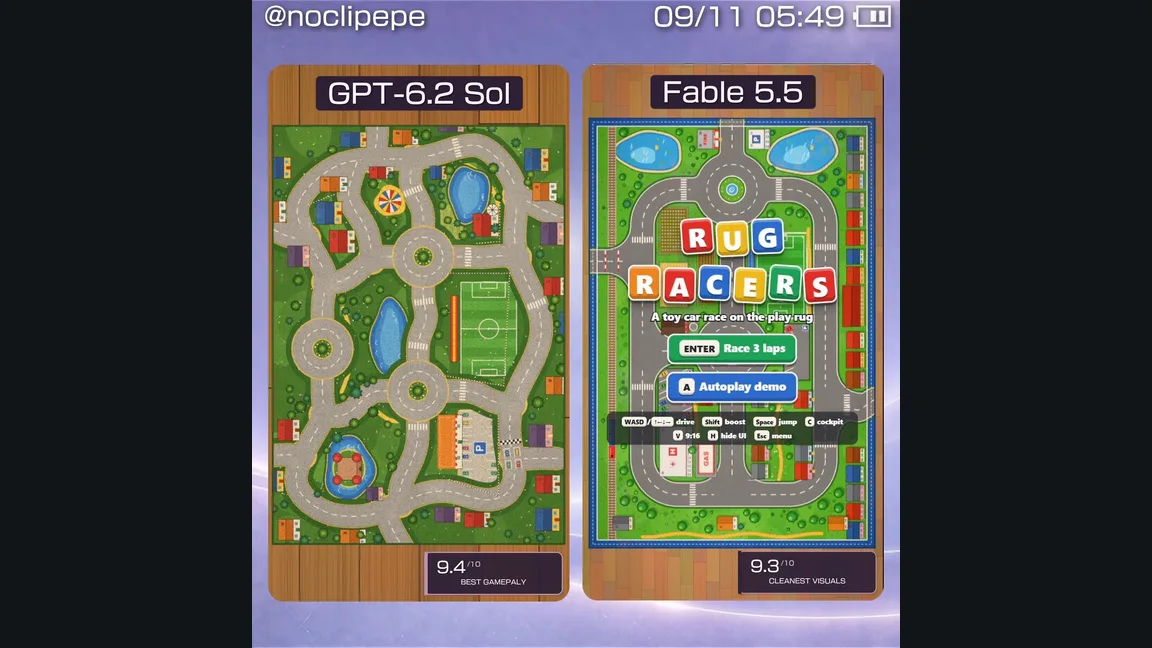 @noclipepe
09/11 05:49
GPT-6.2 Sol
P
9.4/10
BEST GAMEPALY
Fable 5.5
P
RUG
RACERS
A toy car race on the play rug
ENTER Race 3 laps
A Autoplay demo
WASD/↑←↓→ drive Shift boost Space jump C cockpit
V 9:16 H hide UI Esc menu
H
GAS
9.3/10
CLEANEST VISUALS